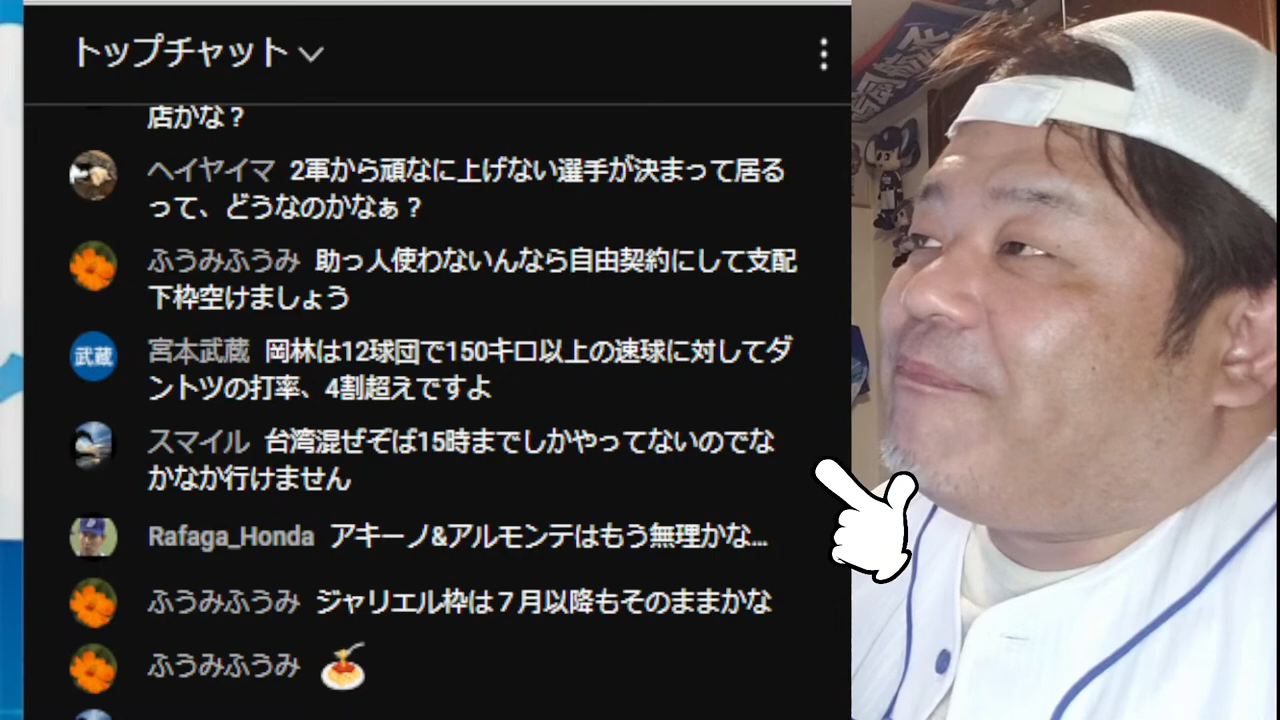 トップチャット
店かな？
ヘイヤイマ 2軍から頑なに上げない選手が決まって居る
って、どうなのかなぁ？
ふうみふうみ 助っ人使わないんなら自由契約にして支配
下枠空けましょう
武蔵 宮本武蔵 岡林は12球団で150キロ以上の速球に対してダ
ントツの打率、4割超えですよ
スマイル 台湾混ぜそば15時までしかやってないのでな
かなか行けません
Rafaga_Honda アキーノ&アルモンテはもう無理かな...
ふうみふうみ ジャリエル枠は７月以降もそのままかな
ふうみふうみ